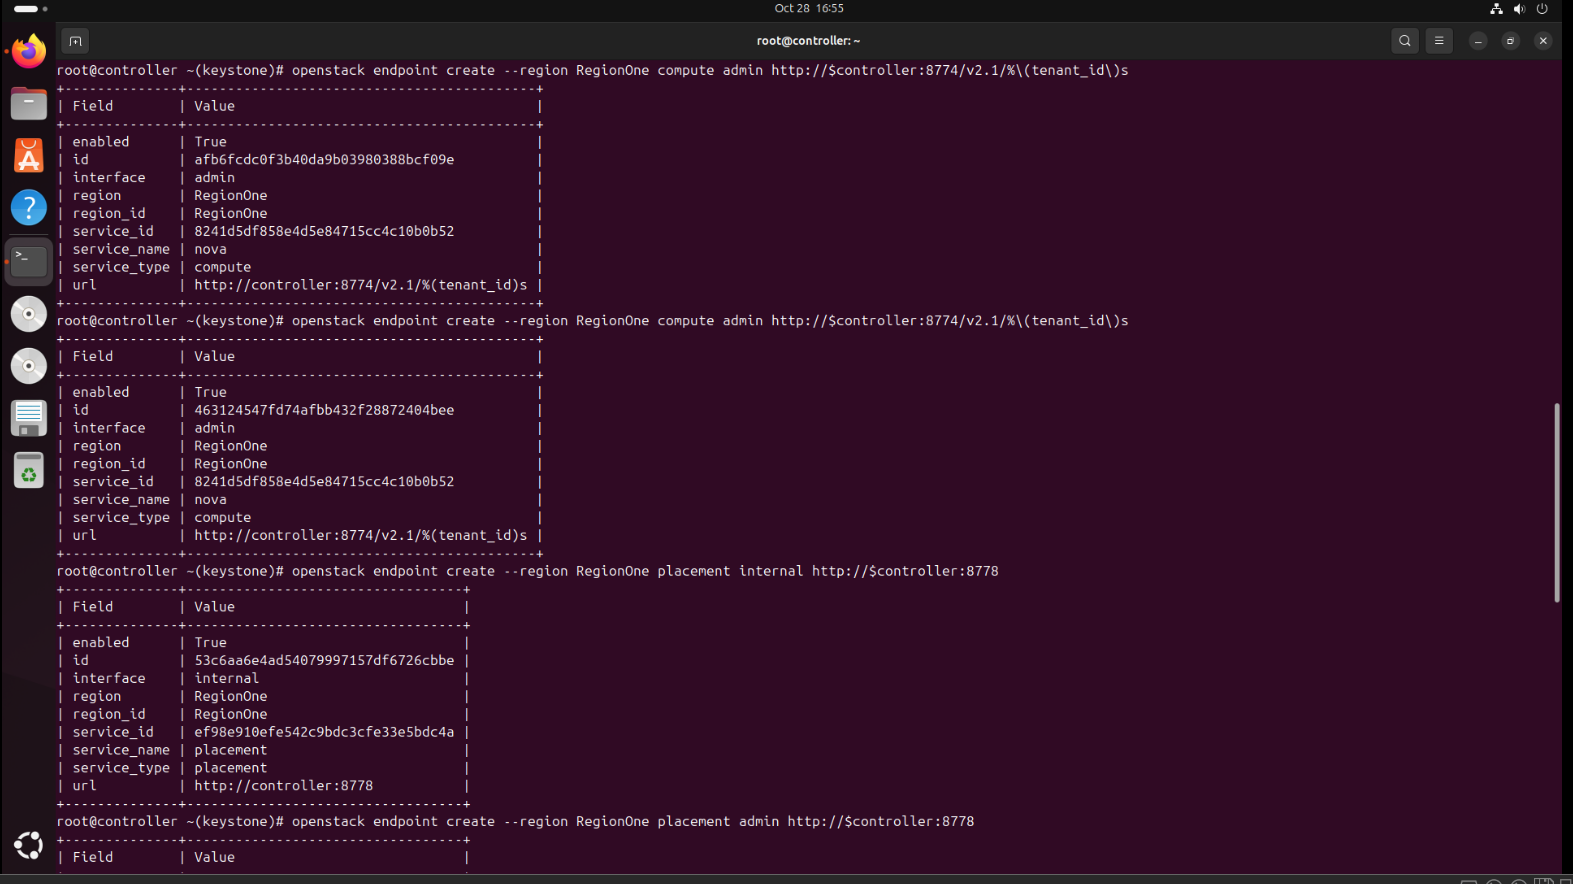 Oct 28 16:55
root@controller: ~
root@controller ~(keystone)# openstack endpoint create --region RegionOne compute admin http://$controller:8774/v2.1/%\(tenant_id\)s
+--------------+-------------------------------------------+
| Field | Value |
+--------------+-------------------------------------------+
| enabled | True |
| id | afb6fcdc0f3b40da9b03980388bcf09e |
| interface | admin |
| region | RegionOne |
| region_id | RegionOne |
| service_id | 8241d5df858e4d5e84715cc4c10b0b52 |
| service_name | nova |
| service_type | compute |
| url | http://controller:8774/v2.1/%(tenant_id)s |
+--------------+-------------------------------------------+
root@controller ~(keystone)# openstack endpoint create --region RegionOne compute admin http://$controller:8774/v2.1/%\(tenant_id\)s
+--------------+-------------------------------------------+
| Field | Value |
+--------------+-------------------------------------------+
| enabled | True |
| id | 463124547fd74afbb432f28872404bee |
| interface | admin |
| region | RegionOne |
| region_id | RegionOne |
| service_id | 8241d5df858e4d5e84715cc4c10b0b52 |
| service_name | nova |
| service_type | compute |
| url | http://controller:8774/v2.1/%(tenant_id)s |
+--------------+-------------------------------------------+
root@controller ~(keystone)# openstack endpoint create --region RegionOne placement internal http://$controller:8778
+--------------+----------------------------------+
| Field | Value |
+--------------+----------------------------------+
| enabled | True |
| id | 53c6aa6e4ad54079997157df6726cbbe |
| interface | internal |
| region | RegionOne |
| region_id | RegionOne |
| service_id | ef98e910efe542c9bdc3cfe33e5bdc4a |
| service_name | placement |
| service_type | placement |
| url | http://controller:8778 |
+--------------+----------------------------------+
root@controller ~(keystone)# openstack endpoint create --region RegionOne placement admin http://$controller:8778
+--------------+----------------------------------+
| Field | Value |